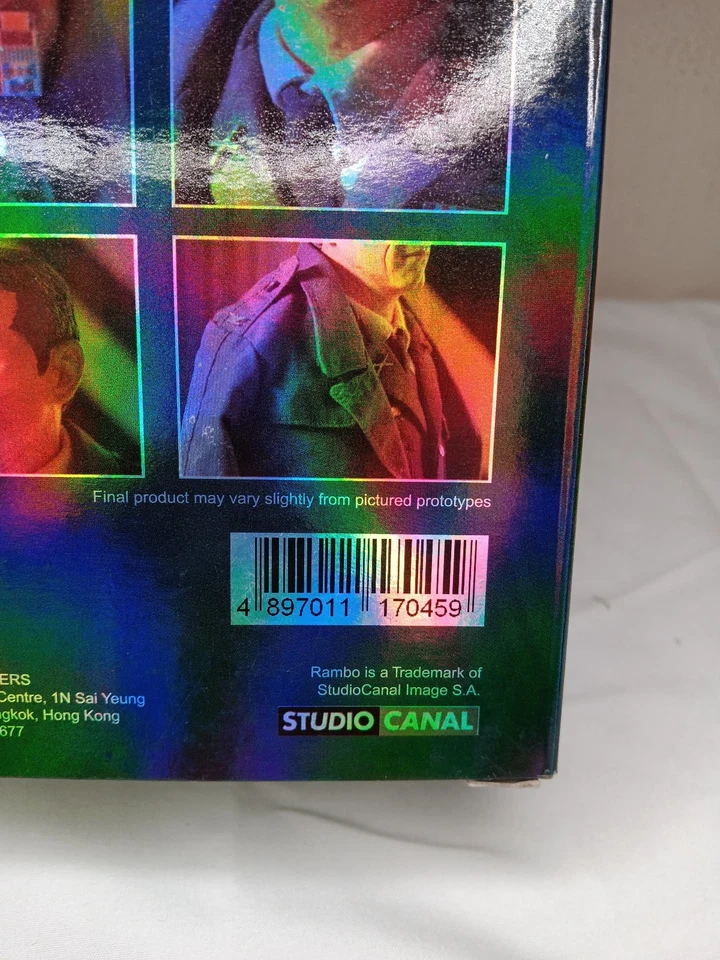 Final product may vary slightly from pictured prototypes
4 897011 170459
ERS
Centre, 1N Sai Yeung
gkok, Hong Kong
677
Rambo is a Trademark of
StudioCanal Image S.A.
STUDIO CANAL